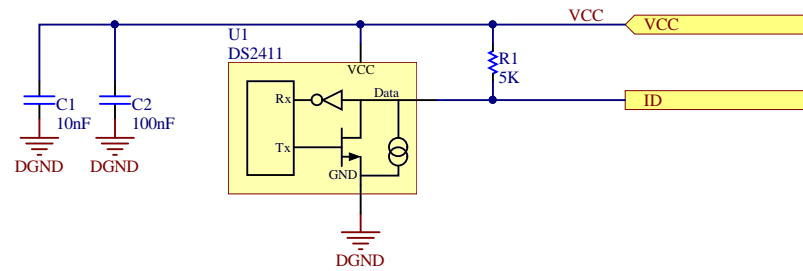 VCC
VCC
U1
DS2411
VCC
R1
5K
Data
Rx
ID
C1
10nF
C2
100nF
Tx
GND
DGND
DGND
DGND